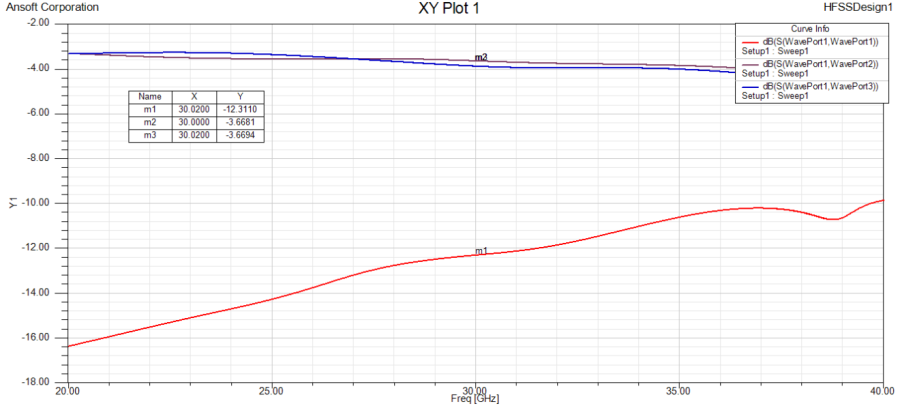 Ansoft Corporation
XY Plot 1
HFSSDesign1
Curve Info
dB(S(WavePort1,WavePort1))
Setup1 : Sweep1
dB(S(WavePort1,WavePort2))
Setup1 : Sweep1
dB(S(WavePort1,WavePort3))
Setup1 : Sweep1
Name X Y
m1 30.0200 -12.3110
m2 30.0000 -3.6681
m3 30.0200 -3.6694
m2
m1
Y1
-2.00
-4.00
-6.00
-8.00
-10.00
-12.00
-14.00
-16.00
-18.00
20.00 25.00 30.00 35.00 40.00
Freq [GHz]